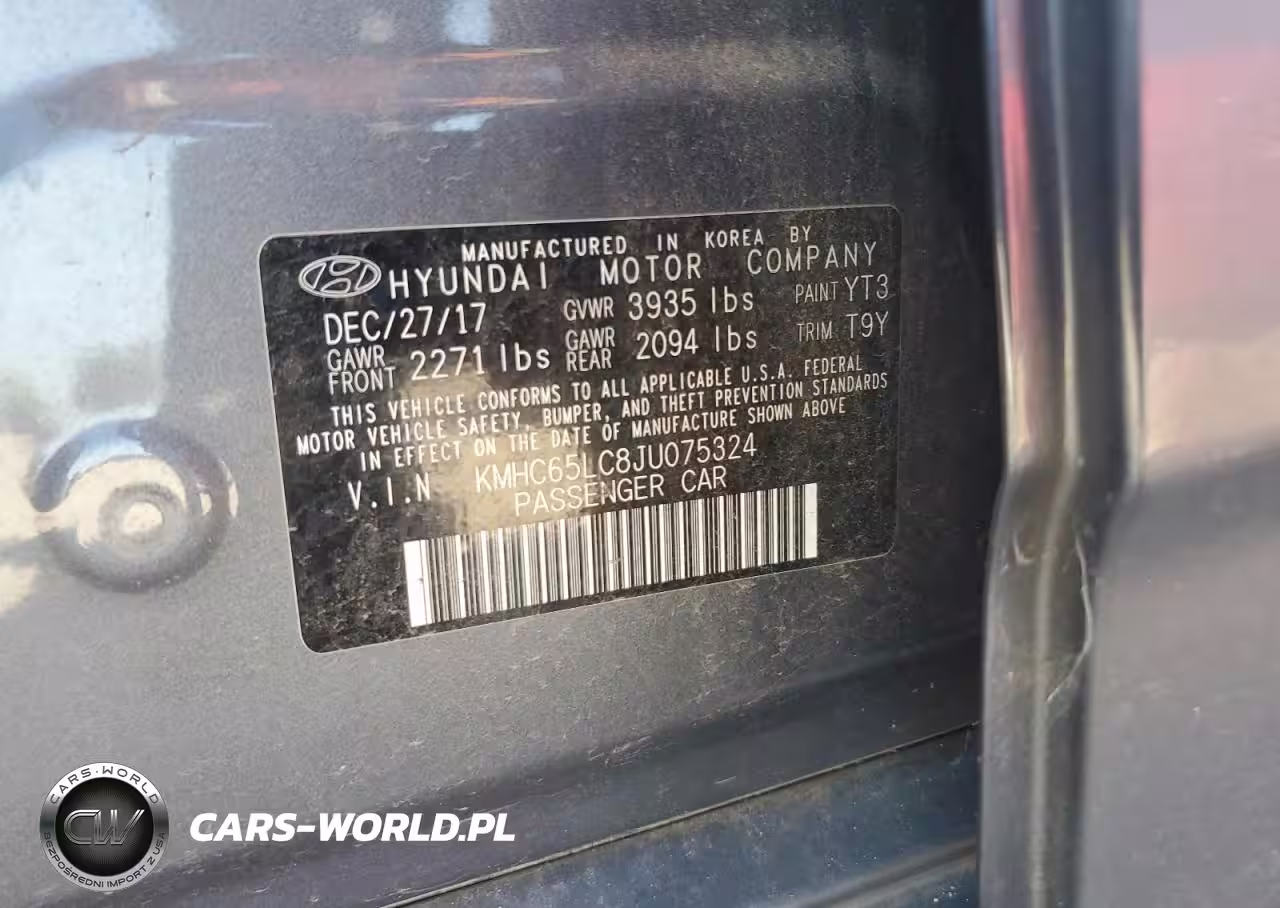 MANUFACTURED IN KOREA BY
HYUNDAI MOTOR COMPANY
DEC/27/17 GVWR 3935 lbs PAINT YT3
GAWR FRONT 2271 lbs GAWR REAR 2094 lbs TRIM T9Y
THIS VEHICLE CONFORMS TO ALL APPLICABLE U.S.A. FEDERAL
MOTOR VEHICLE SAFETY, BUMPER, AND THEFT PREVENTION STANDARDS
IN EFFECT ON THE DATE OF MANUFACTURE SHOWN ABOVE
V.I.N KMHC65LC8JU075324
PASSENGER CAR
CARS-WORLD
CW
BEZPOŚREDNI IMPORT Z USA
CARS-WORLD.PL